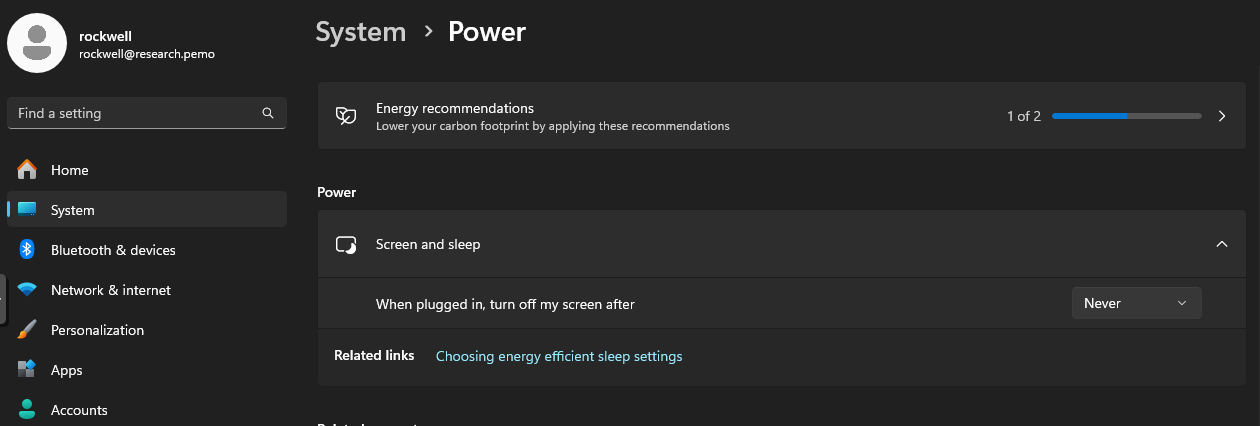 rockwell
rockwell@research.pemo
Find a setting
Home
System
Bluetooth & devices
Network & internet
Personalization
Apps
Accounts
System > Power
Energy recommendations
Lower your carbon footprint by applying these recommendations
1 of 2
Power
Screen and sleep
When plugged in, turn off my screen after
Never
Related links Choosing energy efficient sleep settings